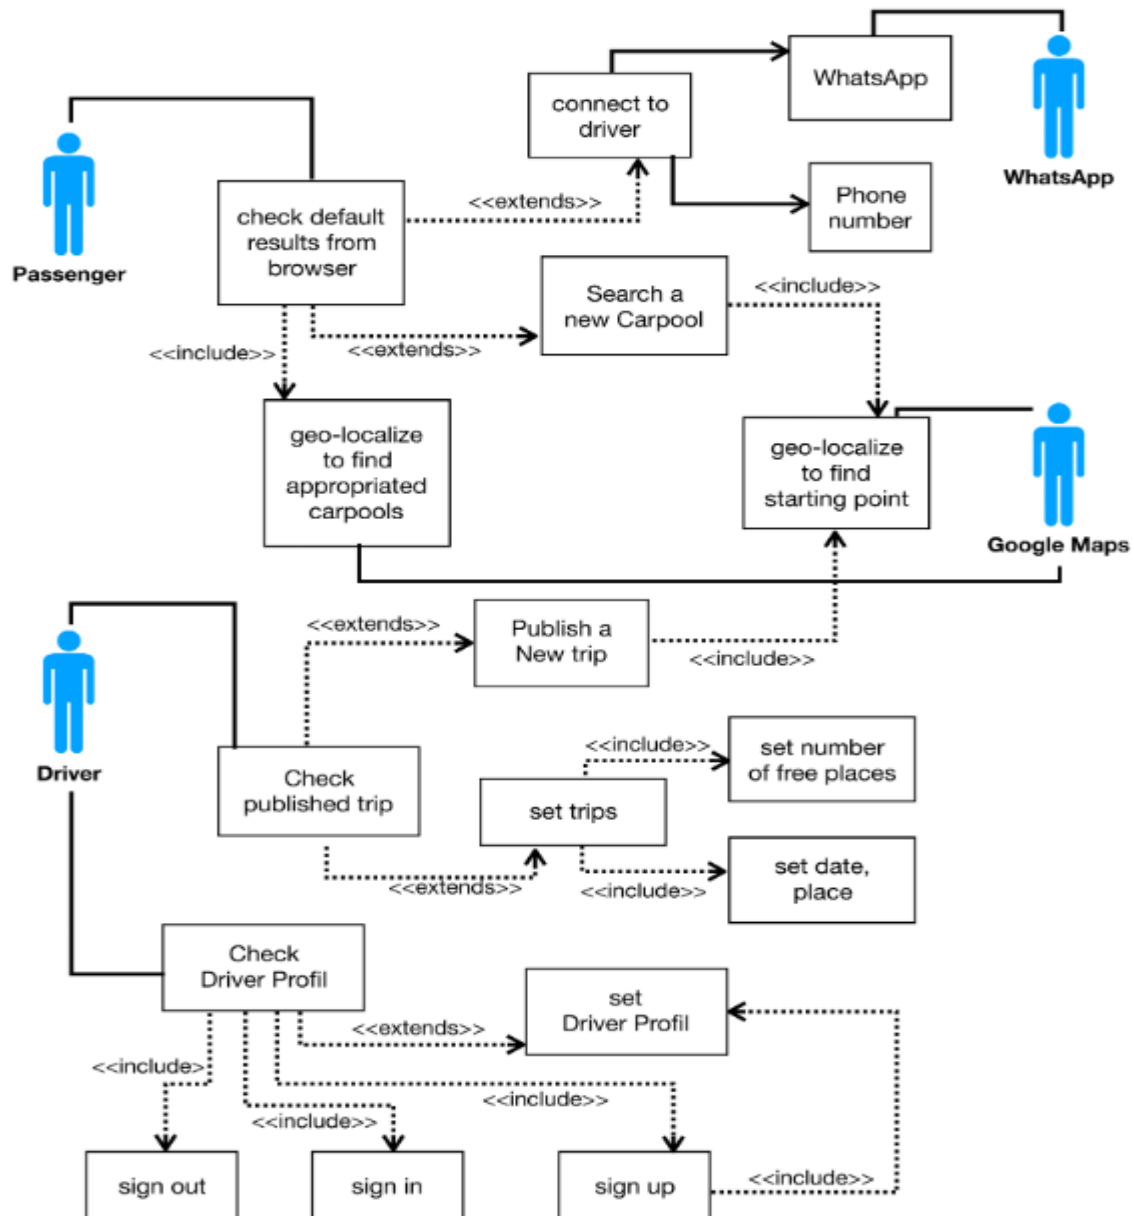 WhatsApp
connect to
driver
WhatsApp
<<extends>>
Phone
number
check default
results from
browser
Passenger
Search a
new Carpool
<<include>>
<<include>>
<<extends>>
geo-localize
to find
appropriated
carpools
geo-localize
to find
starting point
Google Maps
<<extends>>
Publish a
New trip
<<include>>
Driver
Check
published trip
<<include>>
set number
of free places
set trips
<<extends>>
<<include>>
set date,
place
Check
Driver Profil
set
Driver Profil
<<extends>>
<<include>
<<include>>
<<include>>
sign out
sign in
sign up
<<include>>